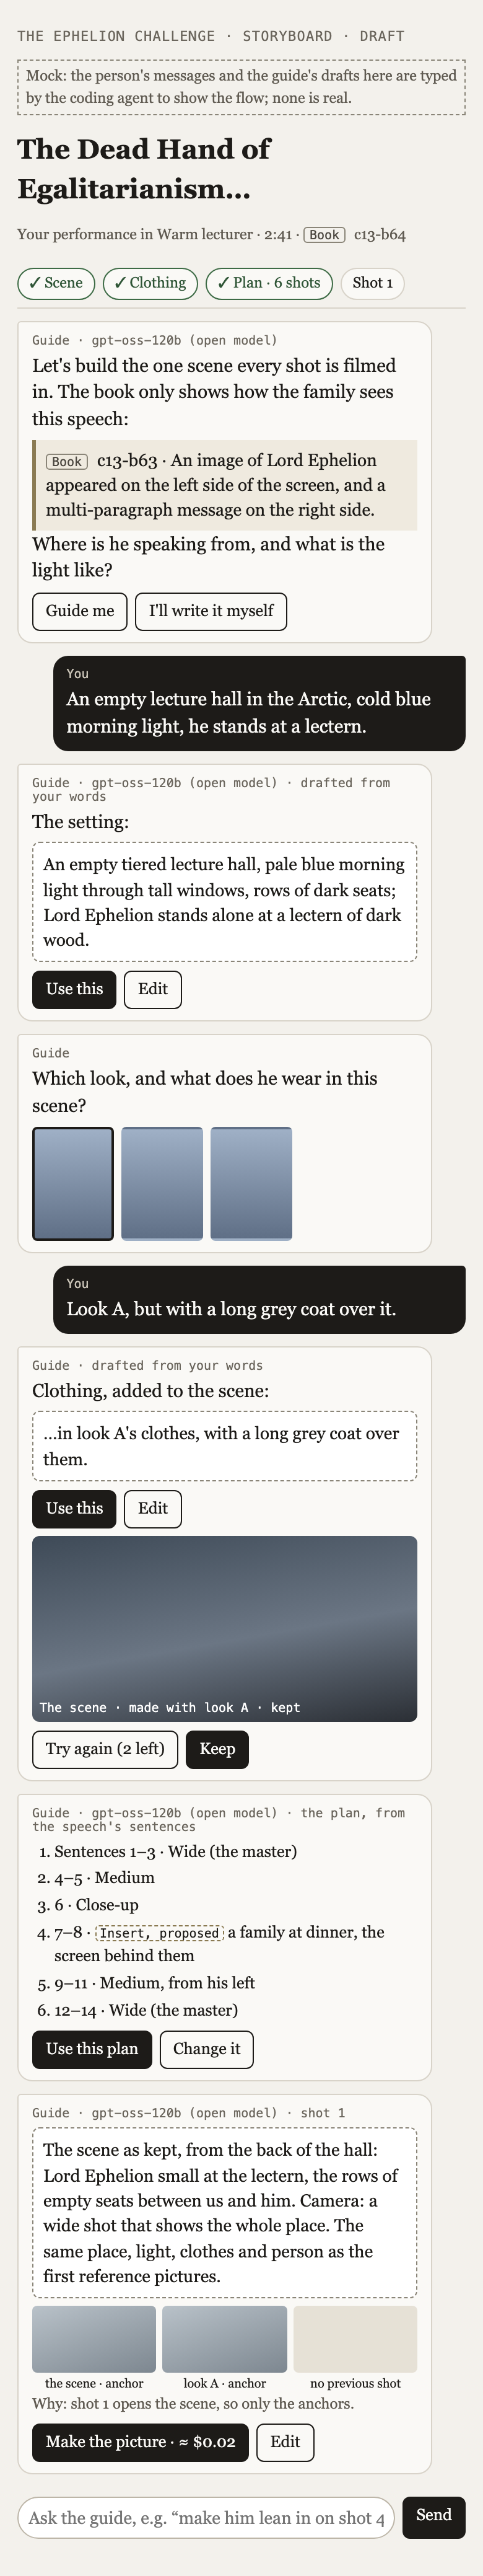 THE EPHELION CHALLENGE · STORYBOARD · DRAFT
Mock: the person's messages and the guide's drafts here are typed
by the coding agent to show the flow; none is real.
The Dead Hand of
Egalitarianism…
Your performance in Warm lecturer · 2:41 · Book c13-b64
✓ Scene ✓ Clothing ✓ Plan · 6 shots Shot 1
Guide · gpt-oss-120b (open model)
Let's build the one scene every shot is filmed
in. The book only shows how the family sees
this speech:
Book c13-b63 · An image of Lord Ephelion
appeared on the left side of the screen, and a
multi-paragraph message on the right side.
Where is he speaking from, and what is the
light like?
Guide me I'll write it myself
You
An empty lecture hall in the Arctic, cold blue
morning light, he stands at a lectern.
Guide · gpt-oss-120b (open model) · drafted from
your words
The setting:
An empty tiered lecture hall, pale blue morning
light through tall windows, rows of dark seats;
Lord Ephelion stands alone at a lectern of dark
wood.
Use this Edit
Guide
Which look, and what does he wear in this
scene?
You
Look A, but with a long grey coat over it.
Guide · drafted from your words
Clothing, added to the scene:
…in look A's clothes, with a long grey coat over
them.
Use this Edit
The scene · made with look A · kept
Try again (2 left) Keep
Guide · gpt-oss-120b (open model) · the plan, from
the speech's sentences
1. Sentences 1–3 · Wide (the master)
2. 4–5 · Medium
3. 6 · Close-up
4. 7–8 · Insert, proposed a family at dinner, the
screen behind them
5. 9–11 · Medium, from his left
6. 12–14 · Wide (the master)
Use this plan Change it
Guide · gpt-oss-120b (open model) · shot 1
The scene as kept, from the back of the hall:
Lord Ephelion small at the lectern, the rows of
empty seats between us and him. Camera: a
wide shot that shows the whole place. The
same place, light, clothes and person as the
first reference pictures.
the scene · anchor look A · anchor no previous shot
Why: shot 1 opens the scene, so only the anchors.
Make the picture · ≈ $0.02 Edit
Ask the guide, e.g. “make him lean in on shot 4 Send